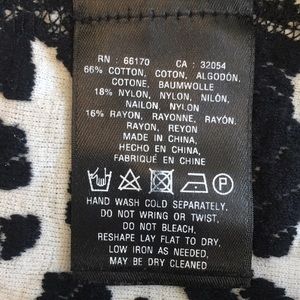 RN : 66170 CA : 32054
66% COTTON, COTON, ALGODÓN,
COTONE, BAUMWOLLE
18% NYLON, NYLON, NILÓN,
NAILON, NYLON
16% RAYON, RAYONNE, RAYÓN,
RAYON, REYON
MADE IN CHINA,
HECHO EN CHINA,
FABRIQUÉ EN CHINE
P
HAND WASH COLD SEPARATELY.
DO NOT WRING OR TWIST.
DO NOT BLEACH.
RESHAPE LAY FLAT TO DRY.
LOW IRON AS NEEDED,
MAY BE DRY CLEANED